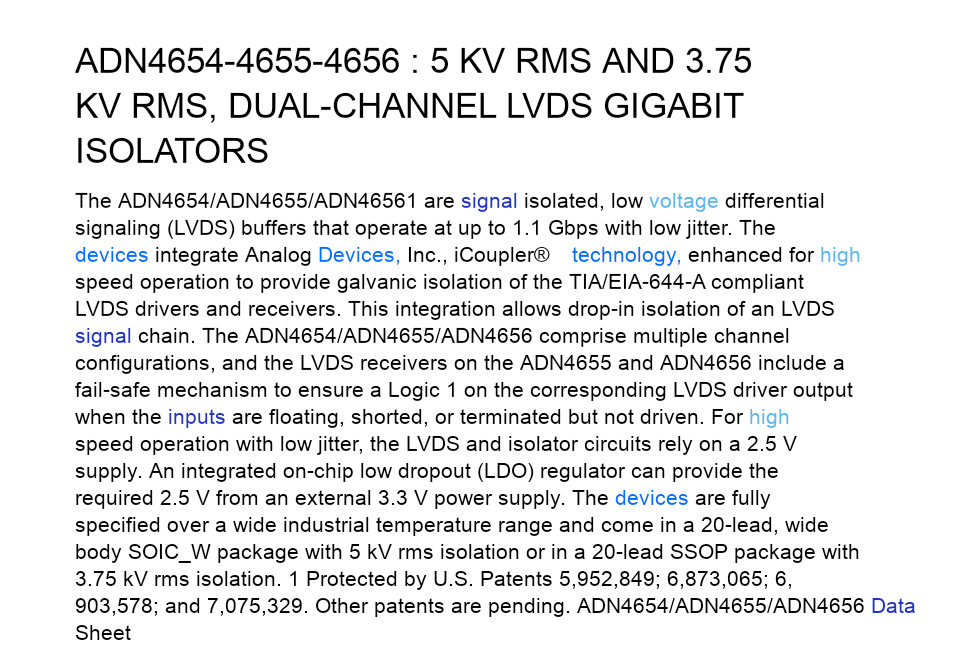 ADN4654-4655-4656 : 5 KV RMS AND 3.75
KV RMS, DUAL-CHANNEL LVDS GIGABIT
ISOLATORS
The ADN4654/ADN4655/ADN46561 are signal isolated, low voltage differential
signaling (LVDS) buffers that operate at up to 1.1 Gbps with low jitter. The
devices integrate Analog Devices, Inc., iCoupler® technology, enhanced for high
speed operation to provide galvanic isolation of the TIA/EIA-644-A compliant
LVDS drivers and receivers. This integration allows drop-in isolation of an LVDS
signal chain. The ADN4654/ADN4655/ADN4656 comprise multiple channel
configurations, and the LVDS receivers on the ADN4655 and ADN4656 include a
fail-safe mechanism to ensure a Logic 1 on the corresponding LVDS driver output
when the inputs are floating, shorted, or terminated but not driven. For high
speed operation with low jitter, the LVDS and isolator circuits rely on a 2.5 V
supply. An integrated on-chip low dropout (LDO) regulator can provide the
required 2.5 V from an external 3.3 V power supply. The devices are fully
specified over a wide industrial temperature range and come in a 20-lead, wide
body SOIC_W package with 5 kV rms isolation or in a 20-lead SSOP package with
3.75 kV rms isolation. 1 Protected by U.S. Patents 5,952,849; 6,873,065; 6,
903,578; and 7,075,329. Other patents are pending. ADN4654/ADN4655/ADN4656 Data
Sheet